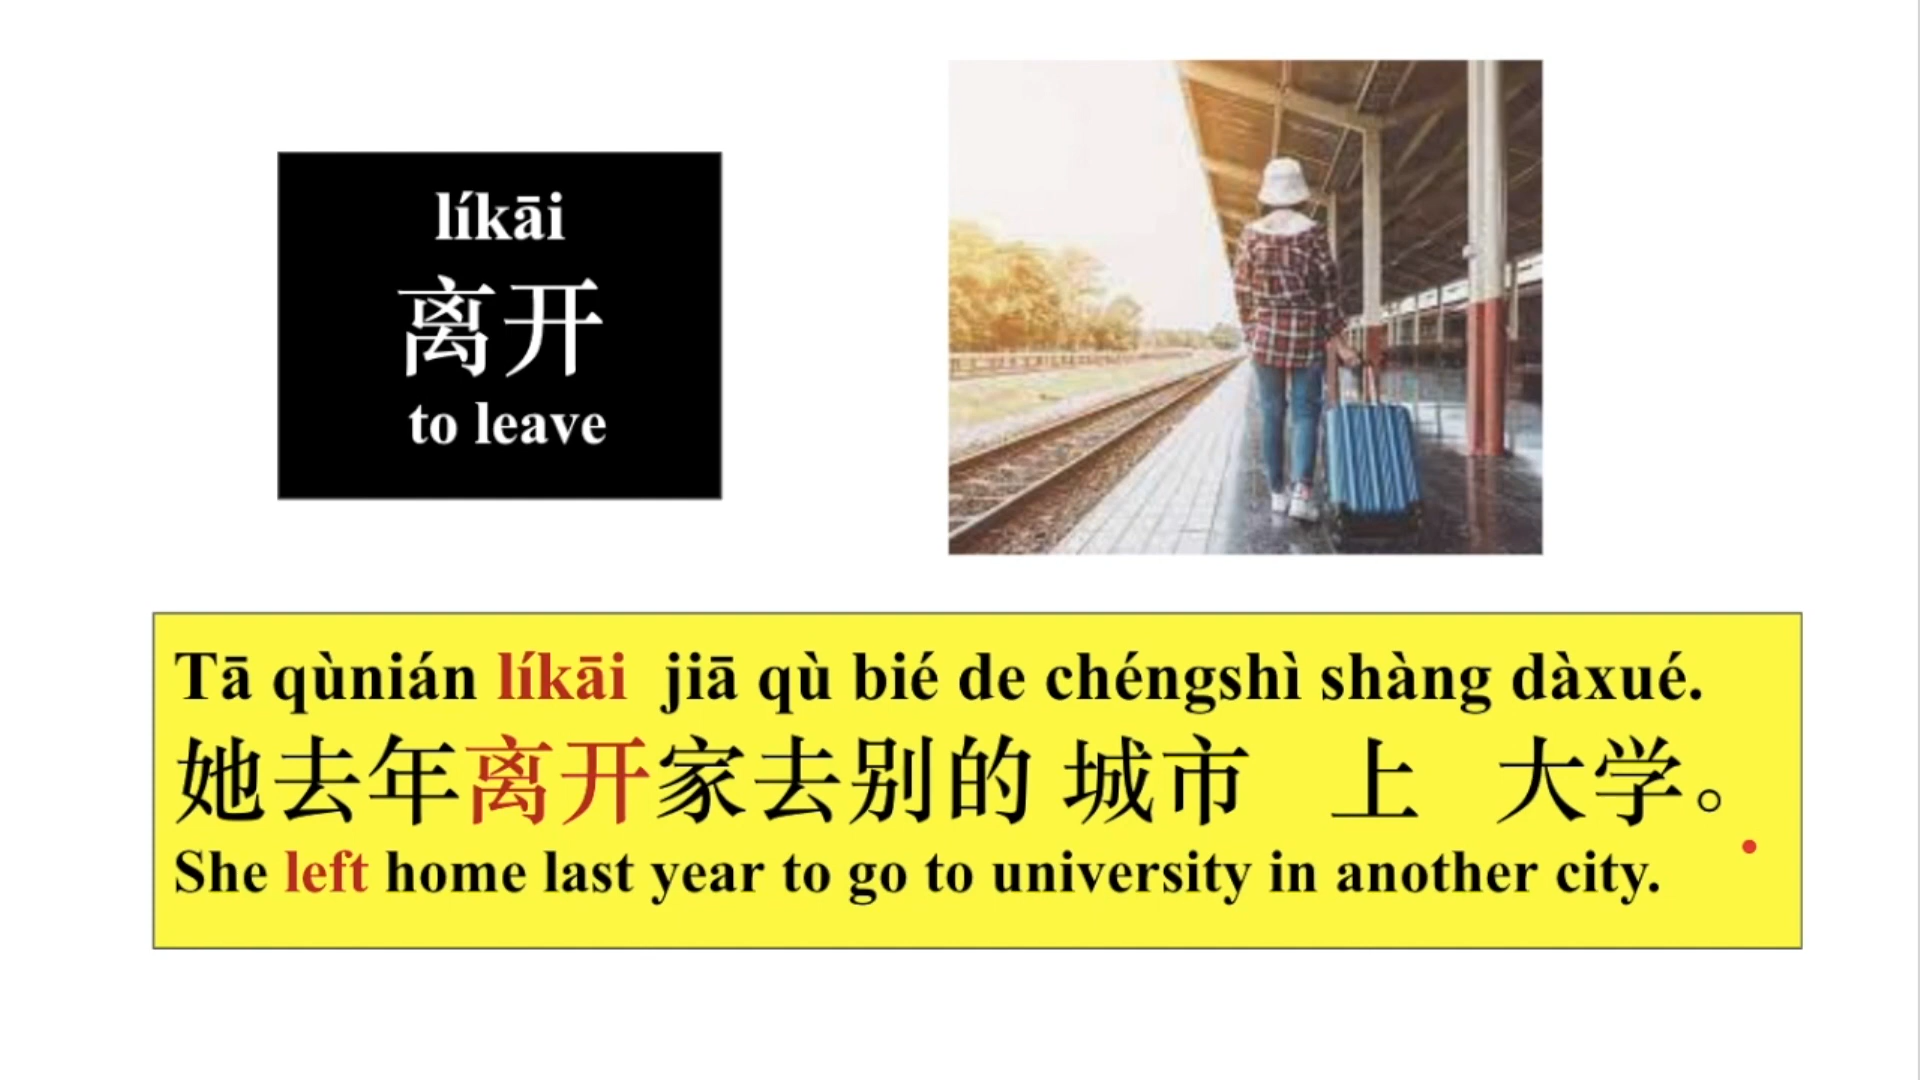 líkāi
离开
to leave
Tā qùnián líkāi jiā qù bié de chéngshì shàng dàxué.
她去年离开家去别的 城市 上 大学。
She left home last year to go to university in another city.